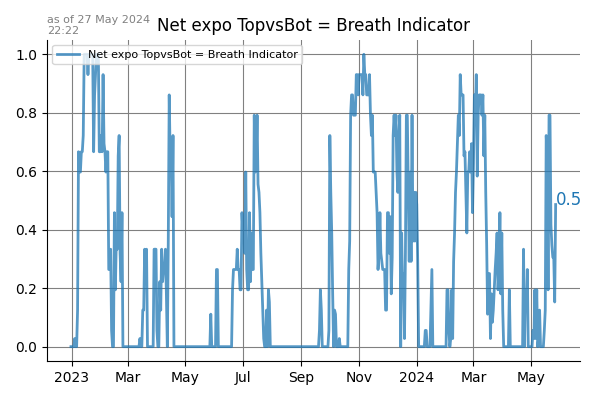 as of 27 May 2024
22:22
Net expo TopvsBot = Breath Indicator
Net expo TopvsBot = Breath Indicator
1.0
0.8
0.6
0.4
0.2
0.0
0.5
2023 Mar May Jul Sep Nov 2024 Mar May